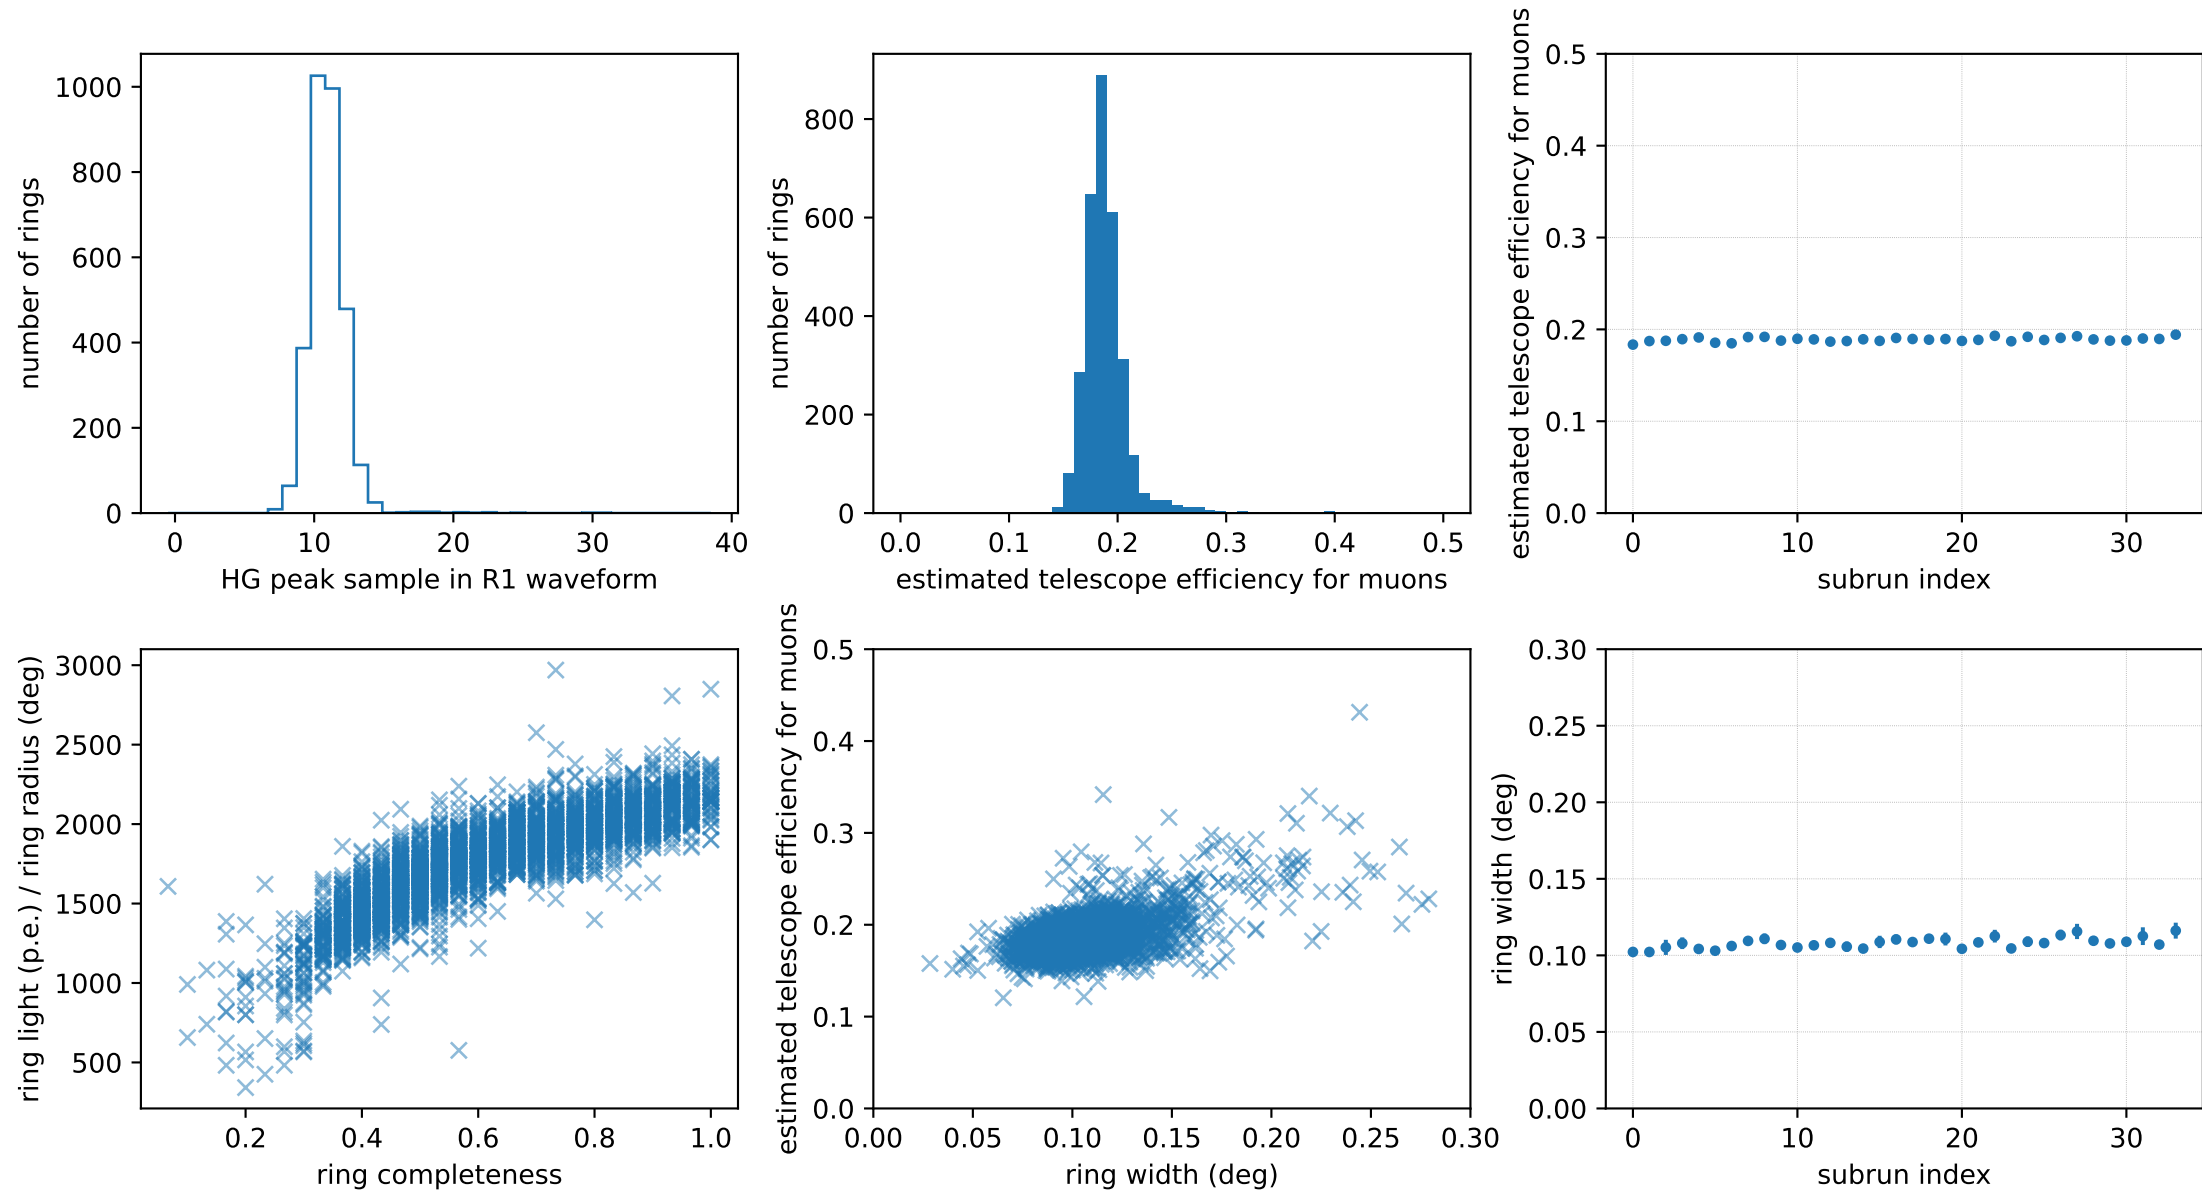 number of rings
1000
800
600
400
200
0
0 10 20 30 40
HG peak sample in R1 waveform
number of rings
800
600
400
200
0
0.0 0.1 0.2 0.3 0.4 0.5
estimated telescope efficiency for muons
estimated telescope efficiency for muons
0.5
0.4
0.3
0.2
0.1
0.0
0 10 20 30
subrun index
ring light (p.e.) / ring radius (deg)
3000
2500
2000
1500
1000
500
0.2 0.4 0.6 0.8 1.0
ring completeness
estimated telescope efficiency for muons
0.5
0.4
0.3
0.2
0.1
0.0
0.00 0.05 0.10 0.15 0.20 0.25 0.30
ring width (deg)
ring width (deg)
0.30
0.25
0.20
0.15
0.10
0.05
0.00
0 10 20 30
subrun index